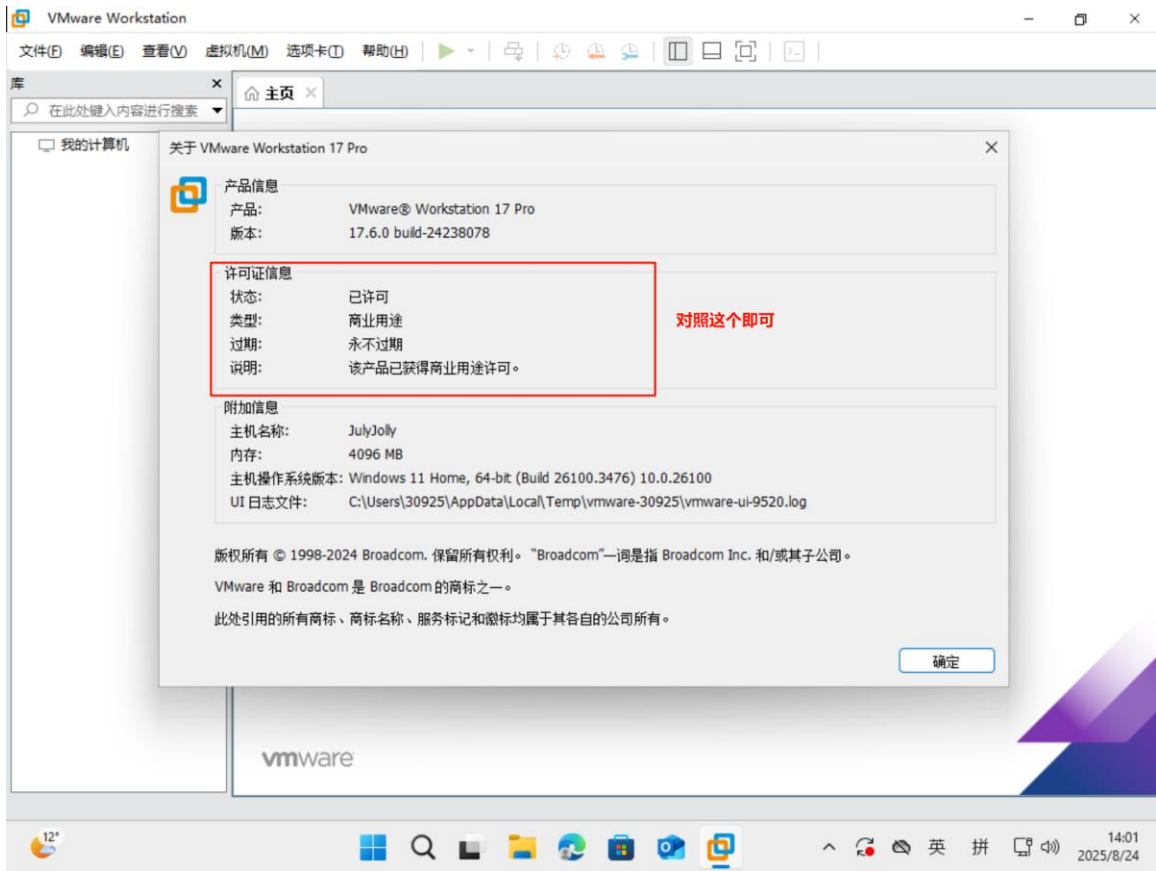 VMware Workstation
文件(F) 编辑(E) 查看(V) 虚拟机(M) 选项卡(T) 帮助(H)
库
主页
在此处键入内容进行搜索
我的计算机
关于 VMware Workstation 17 Pro
产品信息
产品: VMware® Workstation 17 Pro
版本: 17.6.0 build-24238078
许可证信息
状态: 已许可
类型: 商业用途
过期: 永不过期
说明: 该产品已获得商业用途许可。
对照这个即可
附加信息
主机名称: JulyJolly
内存: 4096 MB
主机操作系统版本: Windows 11 Home, 64-bit (Build 26100.3476) 10.0.26100
UI 日志文件: C:\Users\30925\AppData\Local\Temp\vmware-30925\vmware-ui-9520.log
版权所有 © 1998-2024 Broadcom. 保留所有权利。 "Broadcom"一词是指 Broadcom Inc. 和/或其子公司。
VMware 和 Broadcom 是 Broadcom 的商标之一。
此处引用的所有商标、商标名称、服务标记和徽标均属于其各自的公司所有。
确定
vmware
12°
英 拼
14:01
2025/8/24